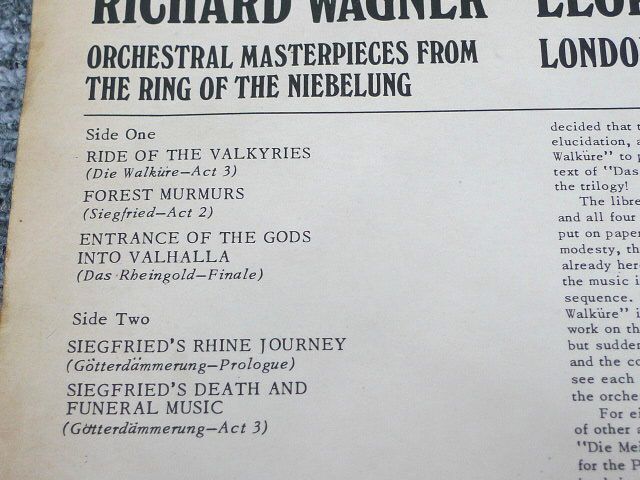 RICHARD WAGNER
ORCHESTRAL MASTERPIECES FROM
THE RING OF THE NIEBELUNG
Side One
RIDE OF THE VALKYRIES
(Die Walküre—Act 3)
FOREST MURMURS
(Siegfried—Act 2)
ENTRANCE OF THE GODS
INTO VALHALLA
(Das Rheingold—Finale)
Side Two
SIEGFRIED'S RHINE JOURNEY
(Götterdämmerung—Prologue)
SIEGFRIED'S DEATH AND
FUNERAL MUSIC
(Götterdämmerung—Act 3)
LONDO
decided that
elucidation,
Walküre" to
text of "Das
the trilogy!
The libre
and all four
put on paper
modesty, th
already her
the music i
sequence.
Walküre" i
work on th
but sudden
and the co
see each
the orche
For ei
of other
"Die Mei
for the P